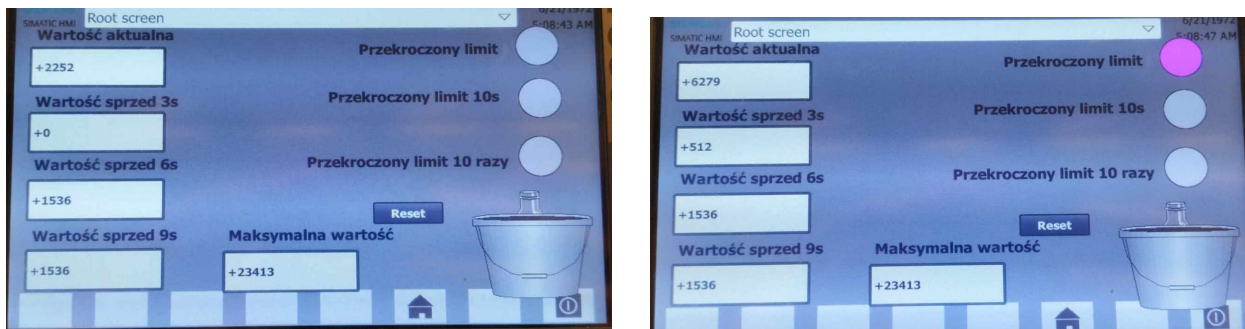 SIMATIC HMI
Root screen
6/21/1972
5:08:43 AM
Wartość aktualna
+2252
Przekroczony limit
Wartość sprzed 3s
+0
Przekroczony limit 10s
Wartość sprzed 6s
+1536
Przekroczony limit 10 razy
Reset
Wartość sprzed 9s
+1536
Maksymalna wartość
+23413
SIMATIC HMI
Root screen
6/21/1972
5:08:47 AM
Wartość aktualna
+6279
Przekroczony limit
Wartość sprzed 3s
+512
Przekroczony limit 10s
Wartość sprzed 6s
+1536
Przekroczony limit 10 razy
Reset
Wartość sprzed 9s
+1536
Maksymalna wartość
+23413